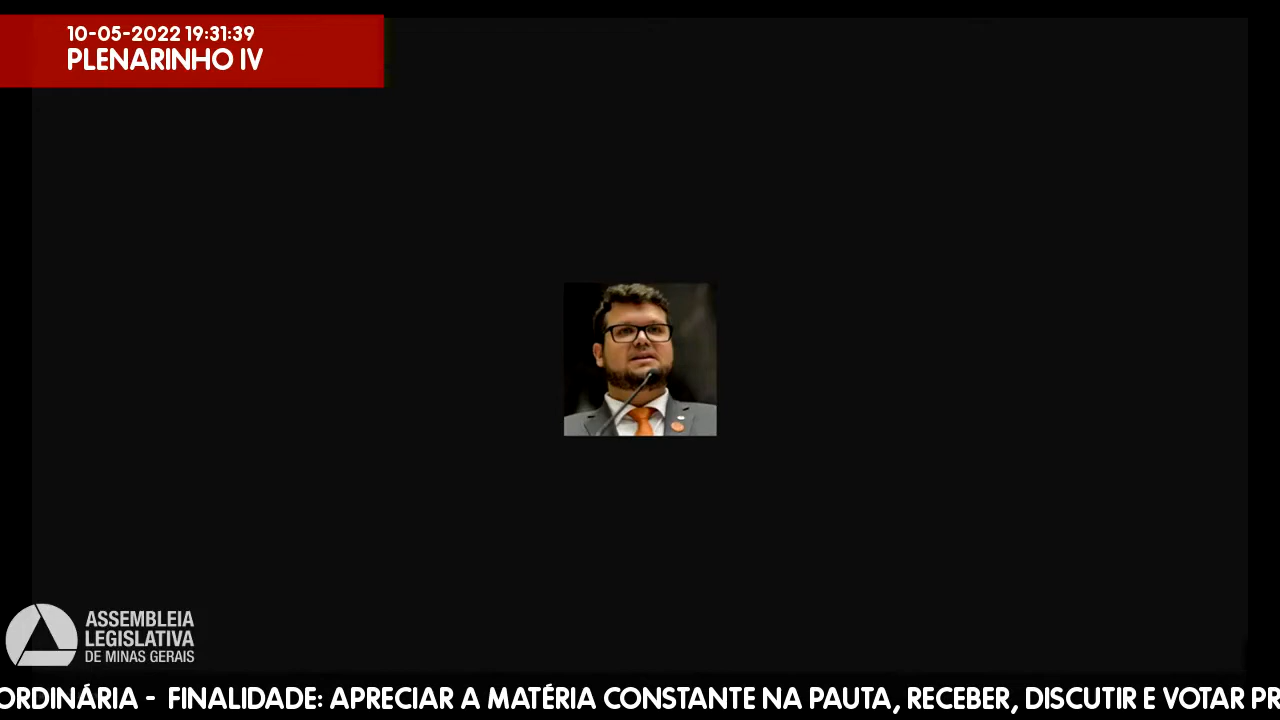 10-05-2022 19:31:39
PLENARINHO IV
ASSEMBLEIA
LEGISLATIVA
DE MINAS GERAIS
ORDINÁRIA - FINALIDADE: APRECIAR A MATÉRIA CONSTANTE NA PAUTA, RECEBER, DISCUTIR E VOTAR PR